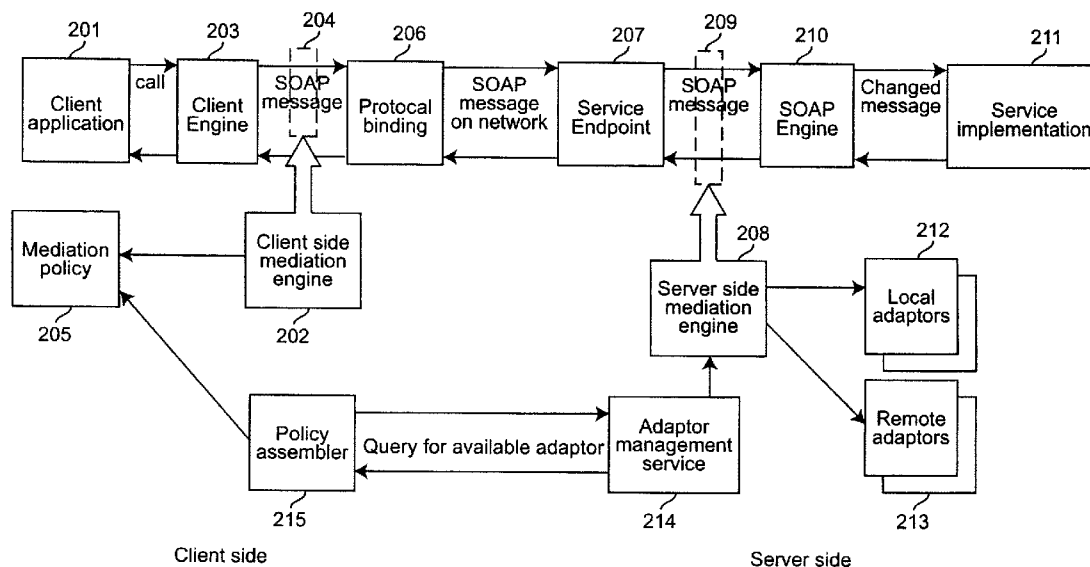 201
203
204
206
207
209
210
211
Client
application
call
Client
Engine
SOAP
message
Protocal
binding
SOAP
message
on network
Service
Endpoint
SOAP
message
SOAP
Engine
Changed
message
Service
implementation
Mediation
policy
205
Client side
mediation
engine
202
208
Server side
mediation
engine
212
Local
adaptors
Remote
adaptors
213
Policy
assembler
215
Query for available adaptor
Adaptor
management
service
214
Client side
Server side